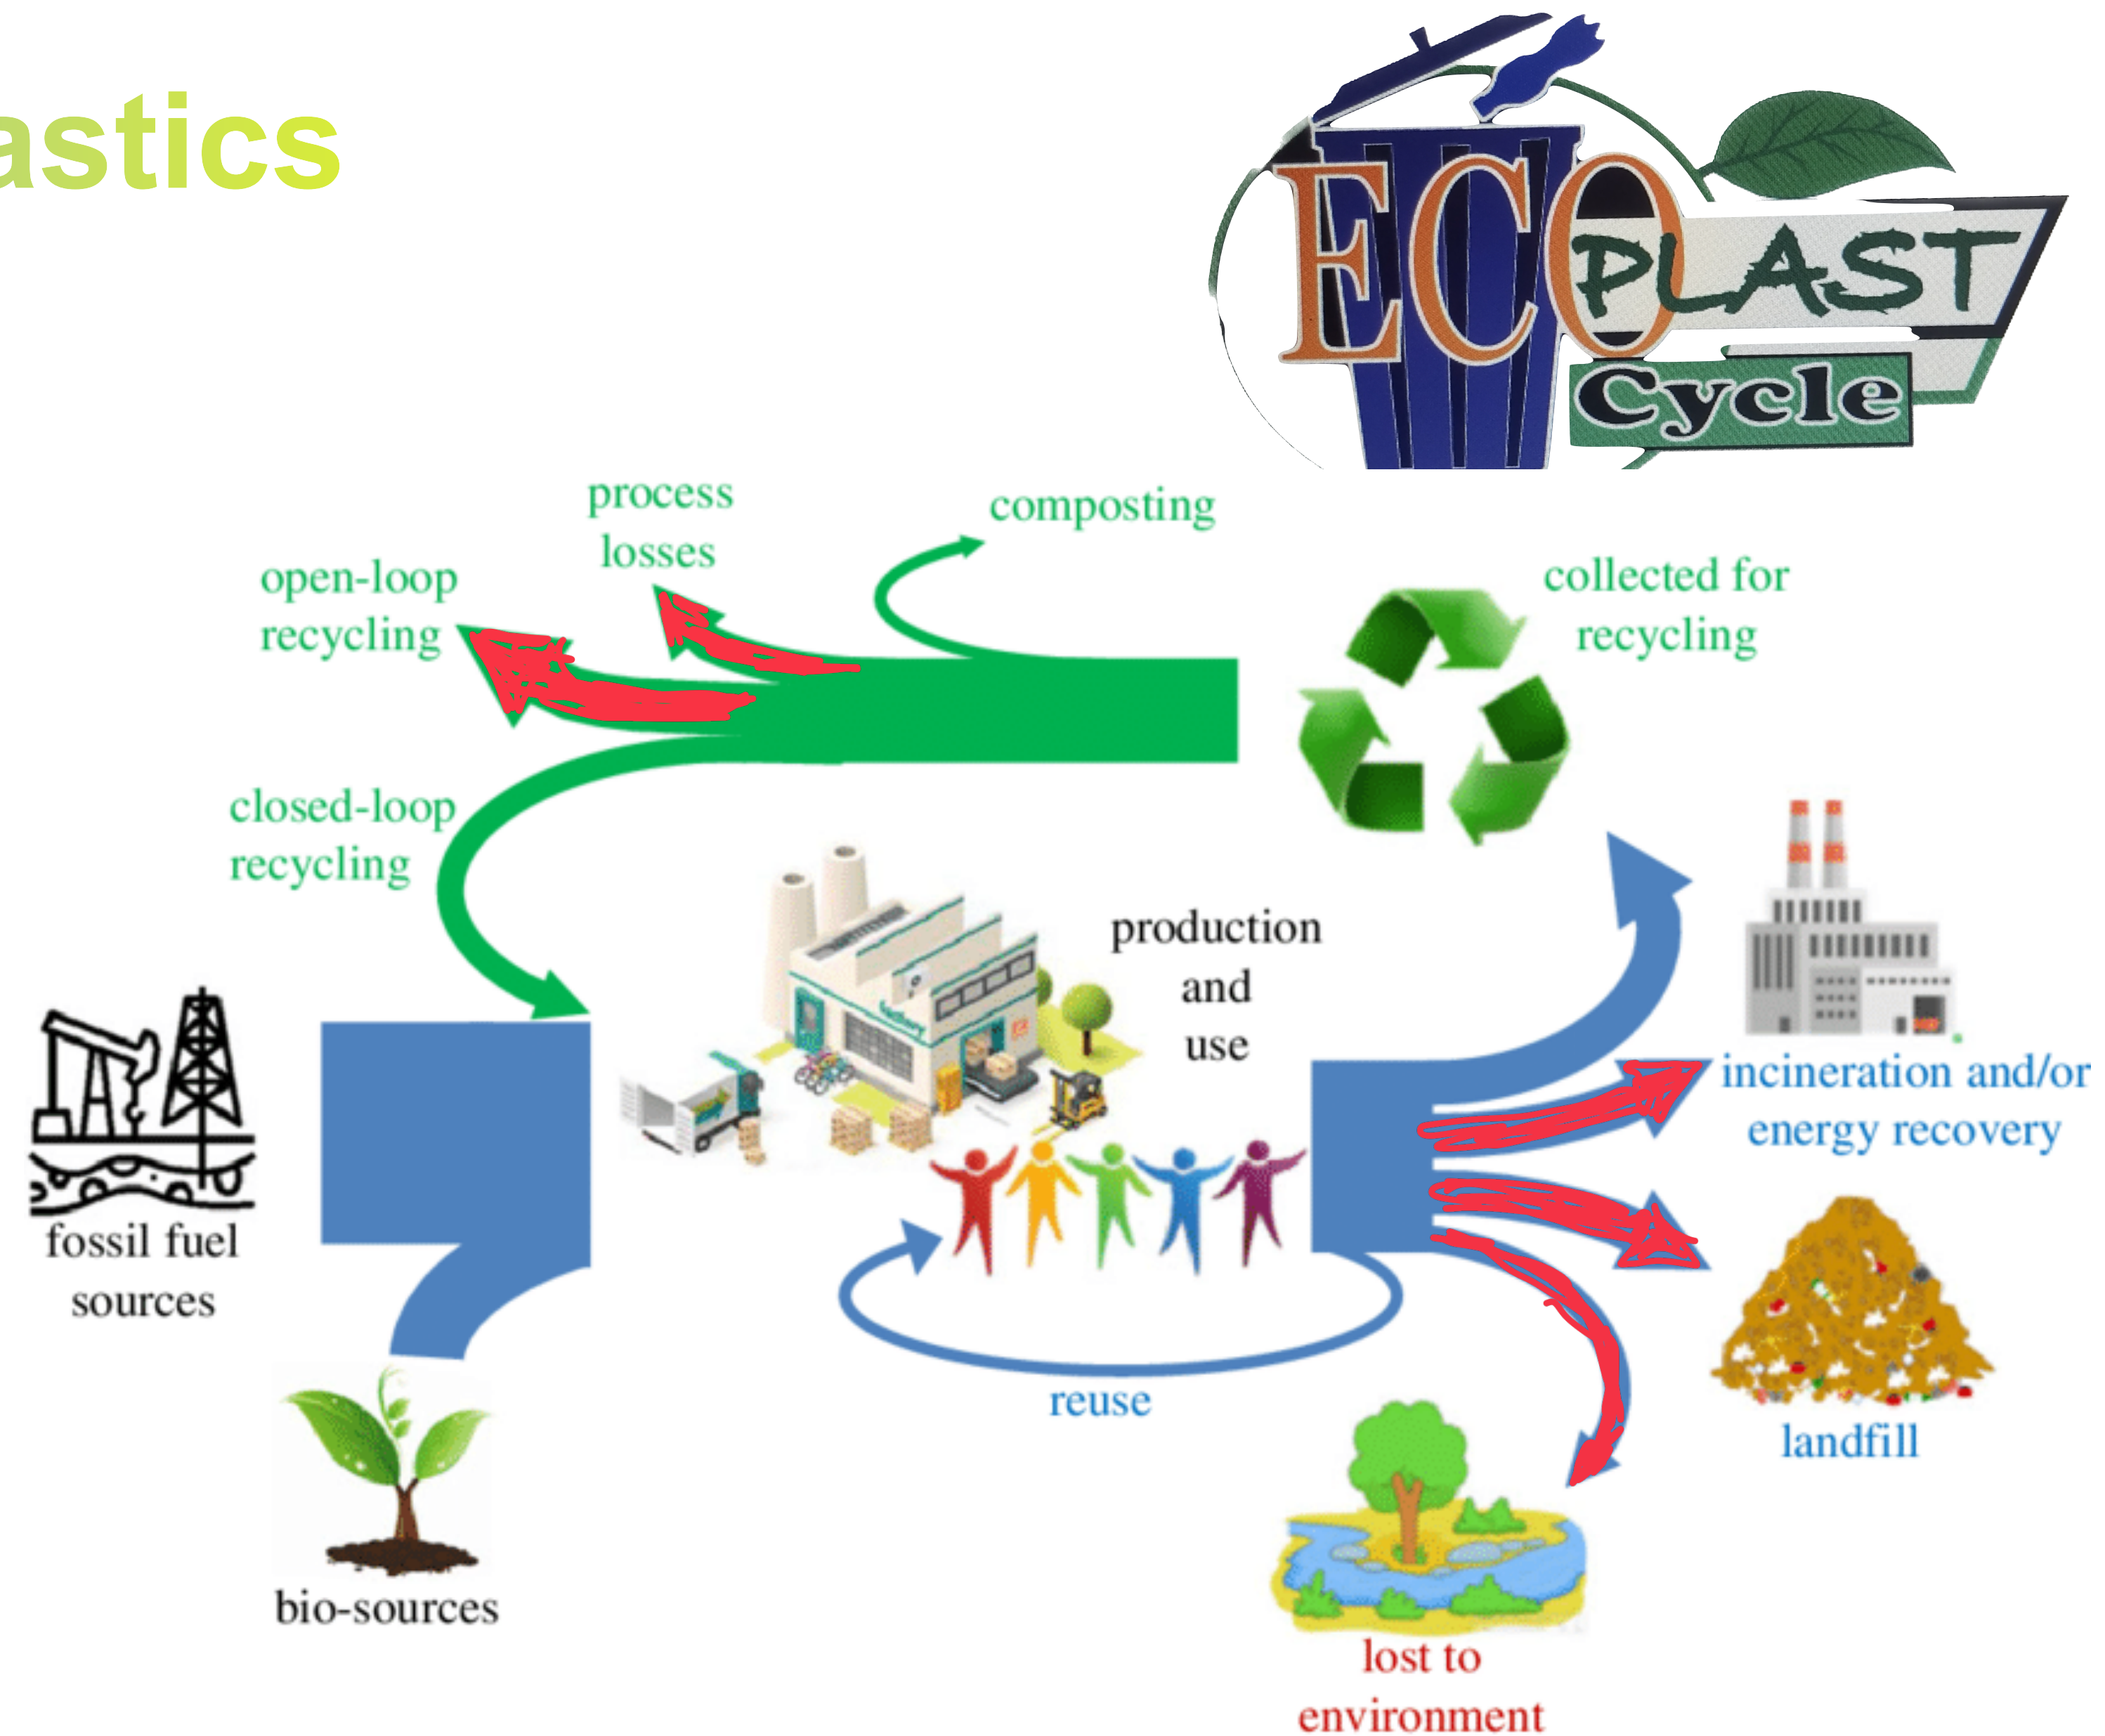 astics
ECO
PLAST
Cycle
process
losses
composting
open-loop
recycling
collected for
recycling
closed-loop
recycling
production
and
use
incineration and/or
energy recovery
fossil fuel
sources
reuse
landfill
bio-sources
lost to
environment